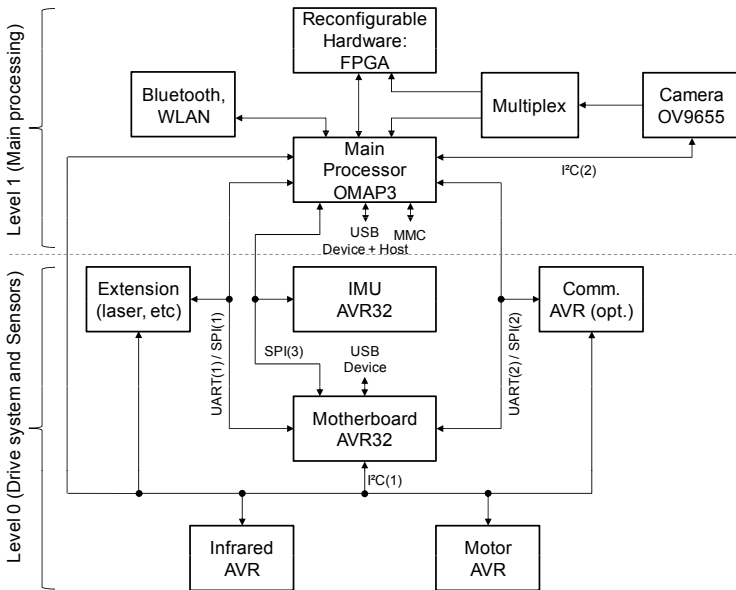 Reconfigurable
Hardware:
FPGA
Bluetooth,
WLAN
Multiplex
Camera
OV9655
Main
Processor
OMAP3
I²C(2)
USB
Device + Host
MMC
Level 1 (Main processing)
Extension
(laser, etc)
IMU
AVR32
Comm.
AVR (opt.)
UART(1) / SPI(1)
SPI(3)
USB
Device
UART(2) / SPI(2)
Motherboard
AVR32
I²C(1)
Infrared
AVR
Motor
AVR
Level 0 (Drive system and Sensors)